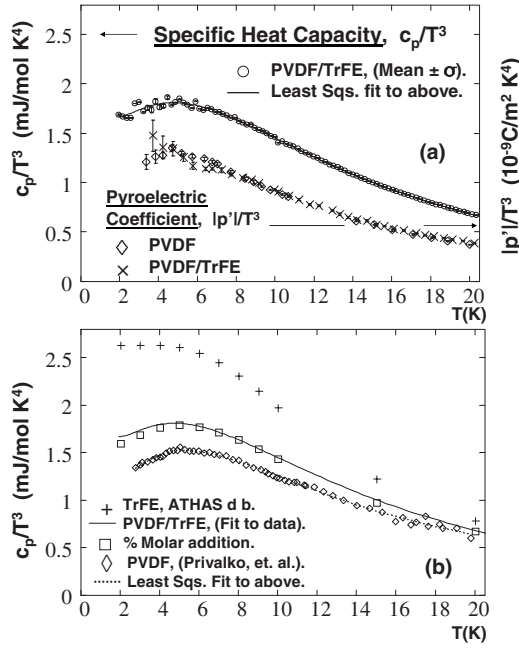 2.5
2
1.5
1
0.5
0
c_p/T³ (mJ/mol K⁴)
Specific Heat Capacity, c_p/T³
PVDF/TrFE, (Mean ± σ).
Least Sqs. fit to above.
(a)
Pyroelectric
Coefficient, |p'|/T³
PVDF
PVDF/TrFE
0 2 4 6 8 10 12 14 16 18 20
T(K)
|p'|/T³ (10⁻⁹C/m² K⁴)
2.5
2
1.5
1
0.5
0
c_p/T³ (mJ/mol K⁴)
TrFE, ATHAS d b.
PVDF/TrFE, (Fit to data).
% Molar addition.
PVDF, (Privalko, et. al.).
Least Sqs. Fit to above.
(b)
0 2 4 6 8 10 12 14 16 18 20
T(K)